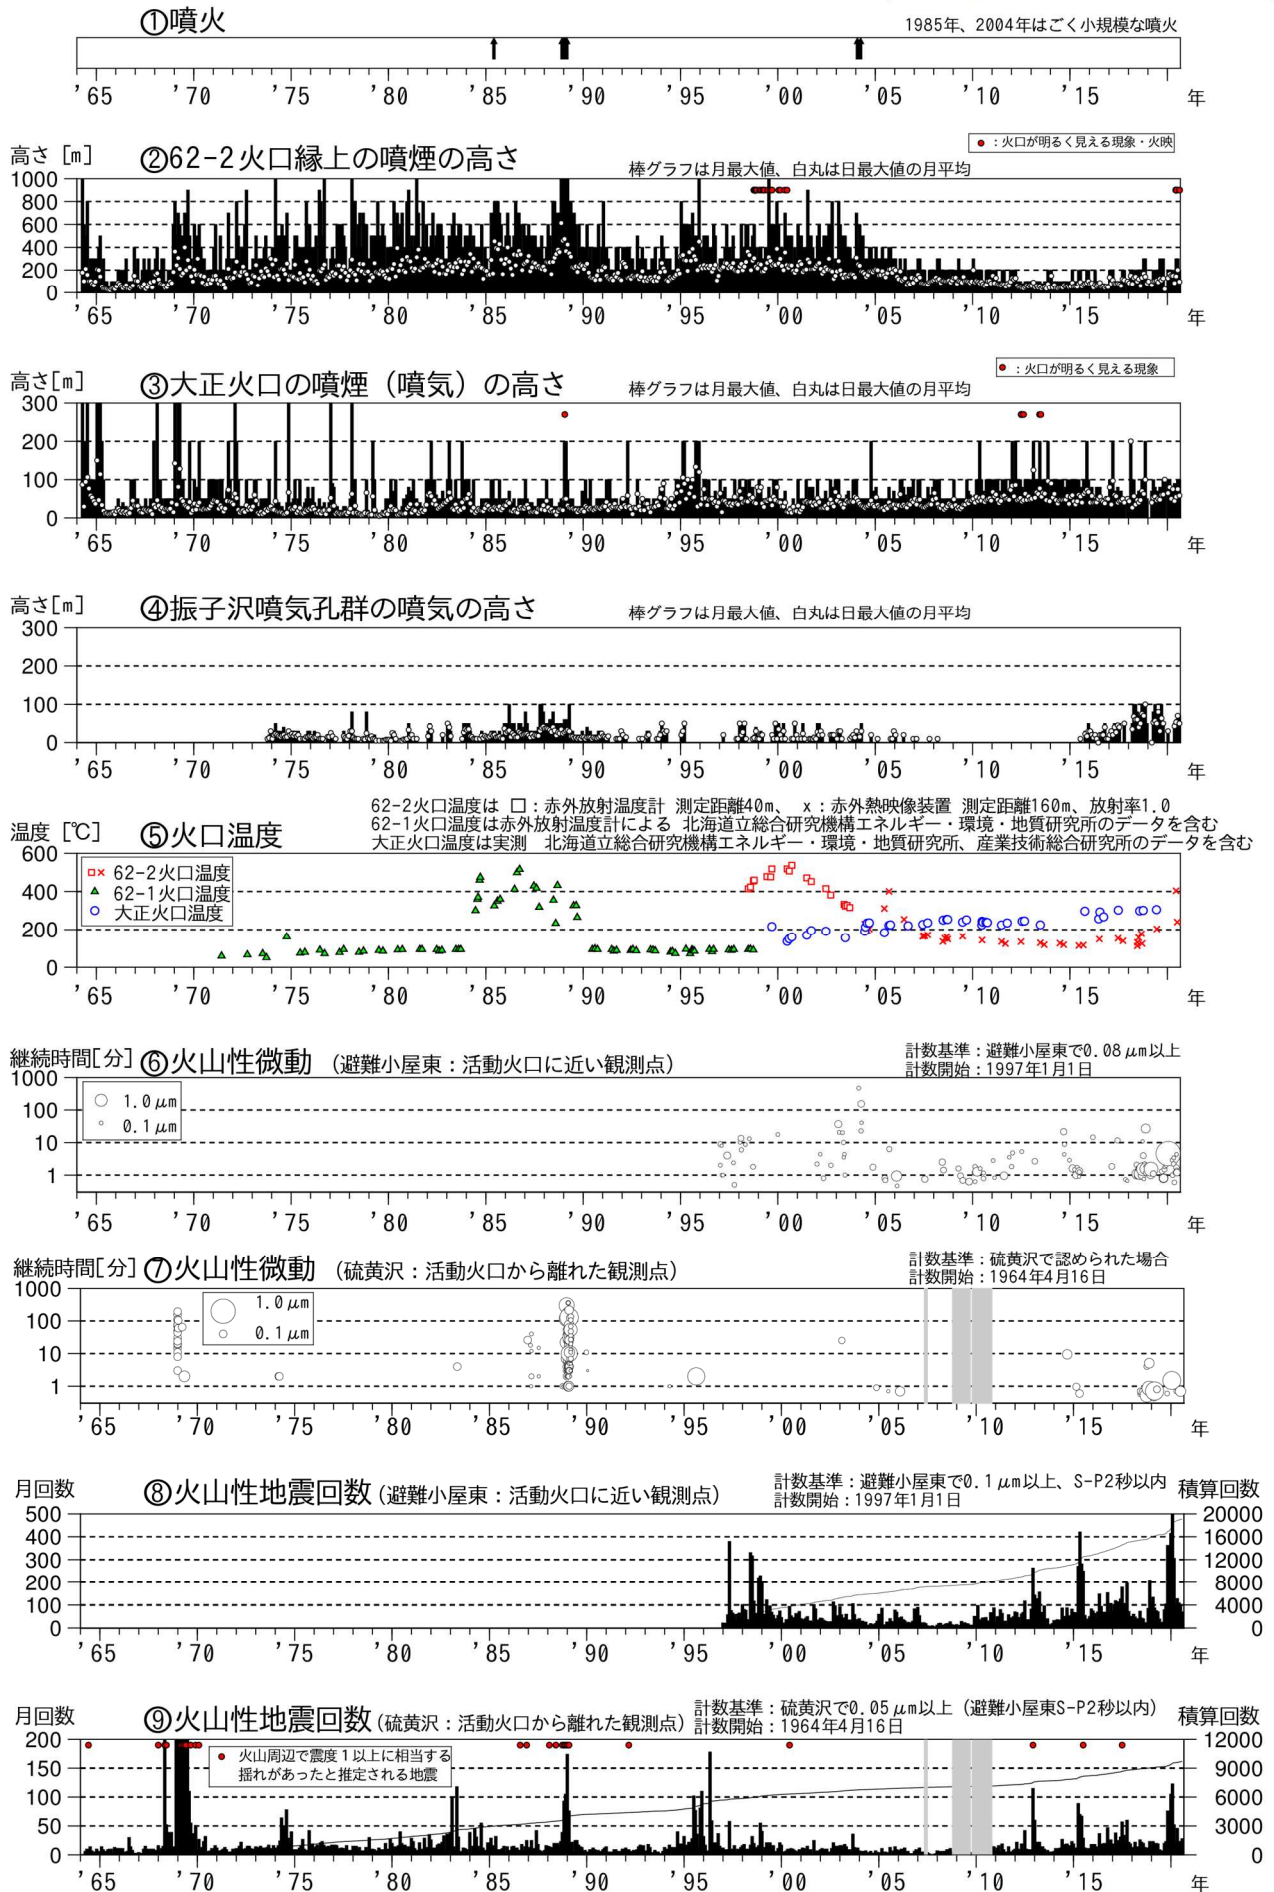 ①噴火
1985年、2004年はごく小規模な噴火
'65 '70 '75 '80 '85 '90 '95 '00 '05 '10 '15 年
高さ [m] ②62-2火口縁上の噴煙の高さ
棒グラフは月最大値、白丸は日最大値の月平均
：火口が明るく見える現象・火映
1000
800
600
400
200
0
'65 '70 '75 '80 '85 '90 '95 '00 '05 '10 '15 年
高さ[m] ③大正火口の噴煙（噴気）の高さ
棒グラフは月最大値、白丸は日最大値の月平均
：火口が明るく見える現象
300
200
100
0
'65 '70 '75 '80 '85 '90 '95 '00 '05 '10 '15 年
高さ[m] ④振子沢噴気孔群の噴気の高さ
棒グラフは月最大値、白丸は日最大値の月平均
300
200
100
0
'65 '70 '75 '80 '85 '90 '95 '00 '05 '10 '15 年
62-2火口温度は □：赤外放射温度計 測定距離40m、 x：赤外熱映像装置 測定距離160m、放射率1.0
62-1火口温度は赤外放射温度計による 北海道立総合研究機構エネルギー・環境・地質研究所のデータを含む
大正火口温度は実測 北海道立総合研究機構エネルギー・環境・地質研究所、産業技術総合研究所のデータを含む
温度 [℃] ⑤火口温度
600
400
200
0
62-2火口温度
62-1火口温度
大正火口温度
'65 '70 '75 '80 '85 '90 '95 '00 '05 '10 '15 年
継続時間[分] ⑥火山性微動 （避難小屋東：活動火口に近い観測点）
計数基準：避難小屋東で0.08μm以上
計数開始：1997年1月1日
1000
100
10
1
1.0μm
0.1μm
'65 '70 '75 '80 '85 '90 '95 '00 '05 '10 '15 年
継続時間[分] ⑦火山性微動 （硫黄沢：活動火口から離れた観測点）
計数基準：硫黄沢で認められた場合
計数開始：1964年4月16日
1000
100
10
1
1.0μm
0.1μm
'65 '70 '75 '80 '85 '90 '95 '00 '05 '10 '15 年
月回数 ⑧火山性地震回数（避難小屋東：活動火口に近い観測点）
計数基準：避難小屋東で0.1μm以上、S-P2秒以内
計数開始：1997年1月1日
積算回数
500 20000
400 16000
300 12000
200 8000
100 4000
0 0
'65 '70 '75 '80 '85 '90 '95 '00 '05 '10 '15 年
月回数 ⑨火山性地震回数（硫黄沢：活動火口から離れた観測点）
計数基準：硫黄沢で0.05μm以上（避難小屋東S-P2秒以内）
計数開始：1964年4月16日
積算回数
200 12000
150 9000
100 6000
50 3000
0 0
火山周辺で震度1以上に相当する
揺れがあったと推定される地震
'65 '70 '75 '80 '85 '90 '95 '00 '05 '10 '15 年